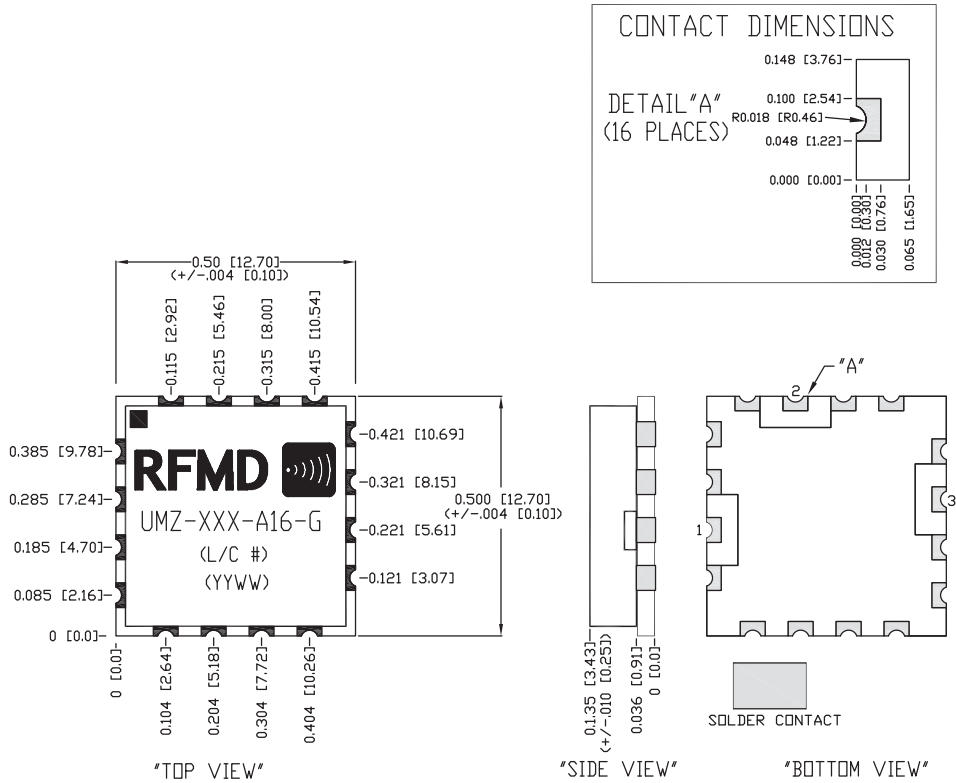 CONTACT DIMENSIONS
0.148 [3.76]
DETAIL"A"
(16 PLACES)
0.100 [2.54]
R0.018 [R0.46]
0.048 [1.22]
0.000 [0.00]
0.000 [0.00]
0.012 [0.30]
0.030 [0.76]
0.065 [1.65]
0.50 [12.70]
(+/-.004 [0.10])
0.115 [2.92]
0.215 [5.46]
0.315 [8.00]
0.415 [10.54]
0.385 [9.78]
0.285 [7.24]
0.185 [4.70]
0.085 [2.16]
0 [0.0]
RFMD
UMZ-XXX-A16-G
(L/C #)
(YYWW)
0.421 [10.69]
0.321 [8.15]
0.221 [5.61]
0.121 [3.07]
0.500 [12.70]
(+/-.004 [0.10])
0 [0.0]
0.104 [2.64]
0.204 [5.18]
0.304 [7.72]
0.404 [10.26]
"TOP VIEW"
0.1.35 [3.43]
(+/-.010 [0.25])
0.036 [0.91]
0 [0.0]
"SIDE VIEW"
"A"
2
1
3
SOLDER CONTACT
"BOTTOM VIEW"